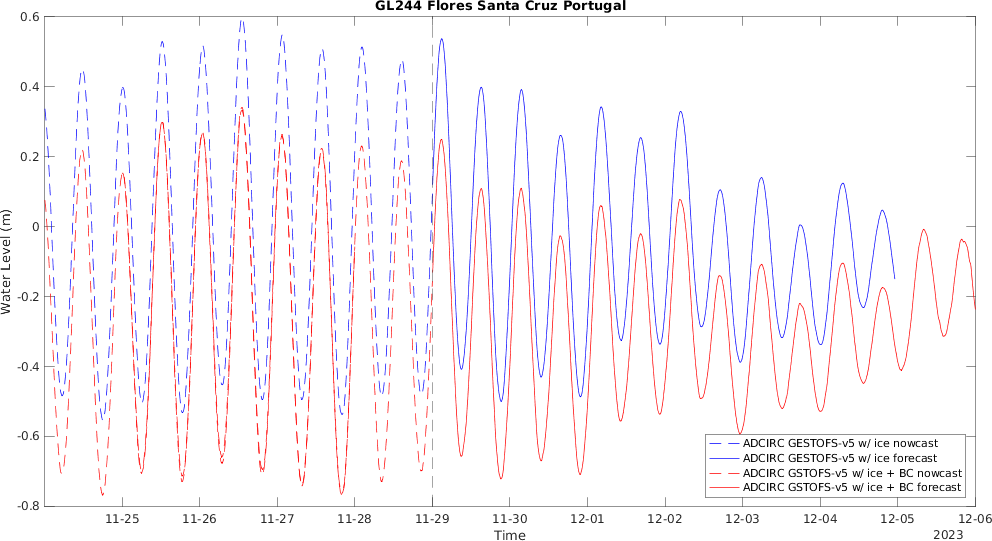 GL244 Flores Santa Cruz Portugal
0.6
0.4
0.2
0
-0.2
-0.4
-0.6
-0.8
Water Level (m)
ADCIRC GESTOFS-v5 w/ ice nowcast
ADCIRC GESTOFS-v5 w/ ice forecast
ADCIRC GSTOFS-v5 w/ ice + BC nowcast
ADCIRC GSTOFS-v5 w/ ice + BC forecast
11-25 11-26 11-27 11-28 11-29 11-30 12-01 12-02 12-03 12-04 12-05 12-06
Time
2023